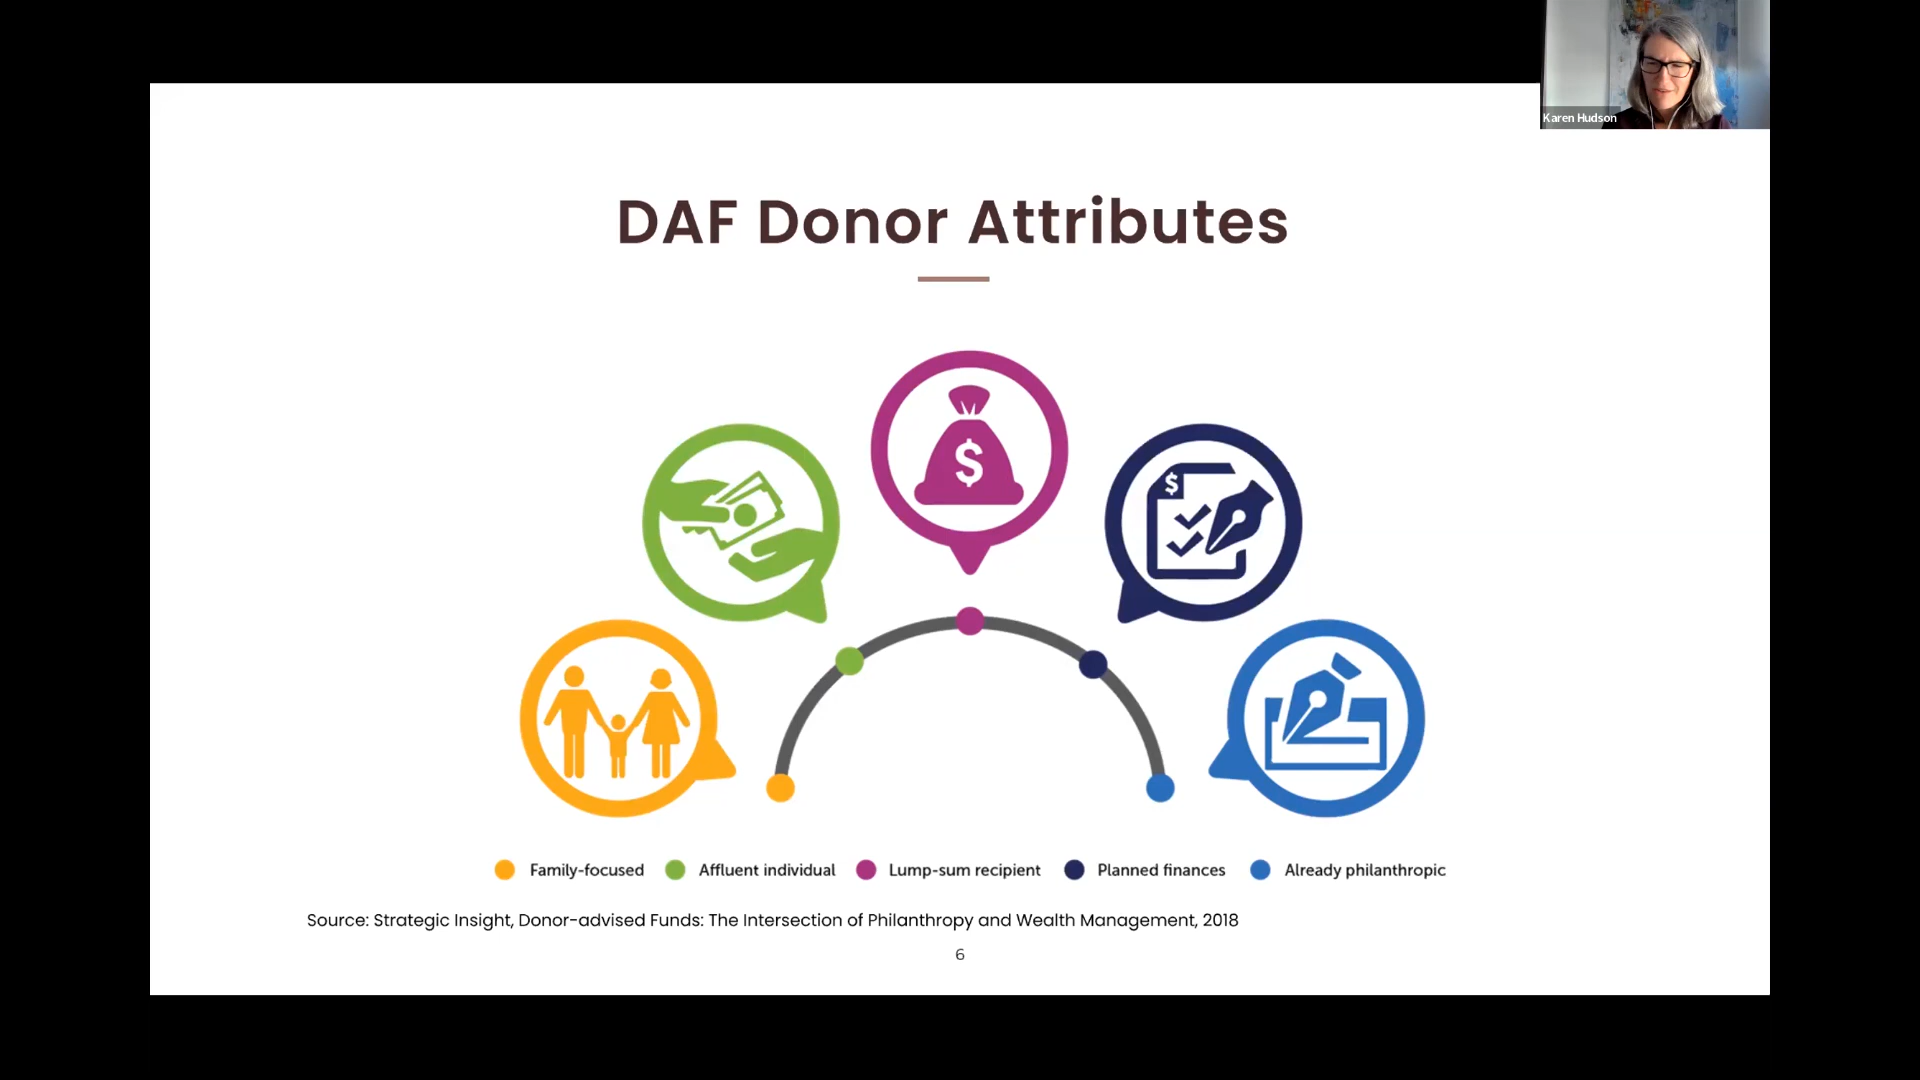 Karen Hudson
DAF Donor Attributes
$
$
Family-focused
Affluent individual
Lump-sum recipient
Planned finances
Already philanthropic
Source: Strategic Insight, Donor-advised Funds: The Intersection of Philanthropy and Wealth Management, 2018
6